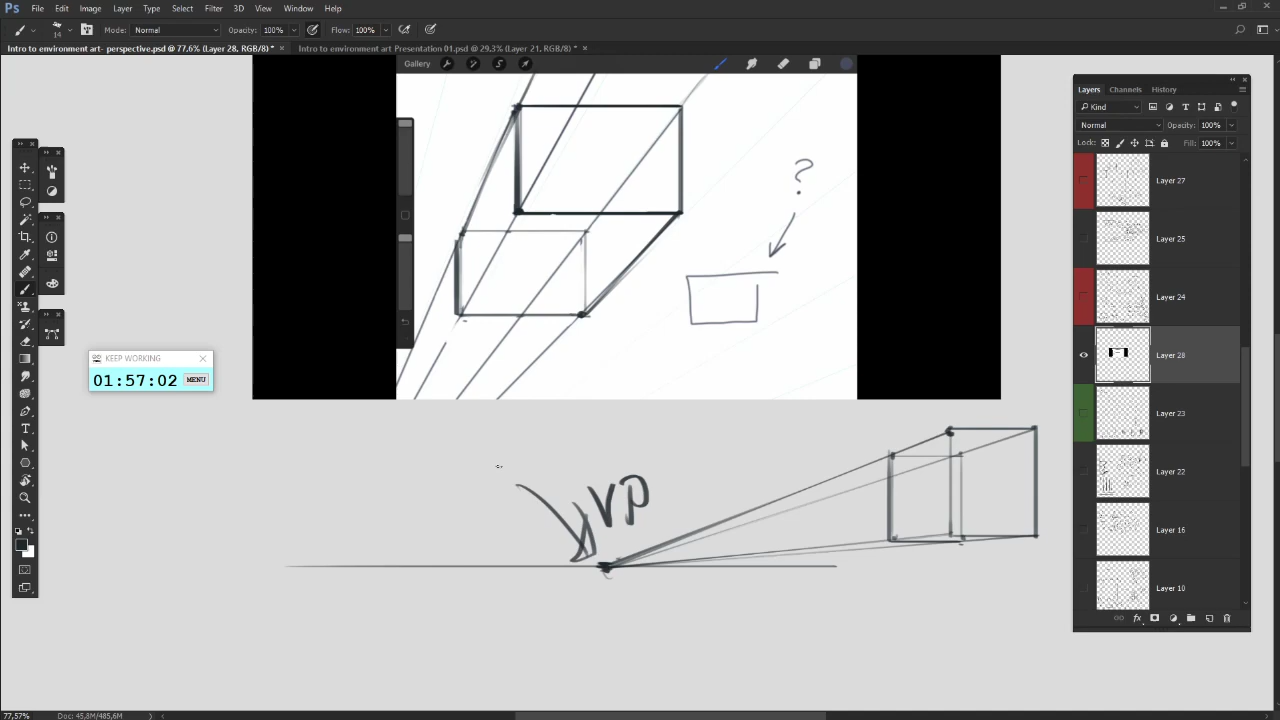 Ps File Edit Image Layer Type Select Filter 3D View Window Help
14 Mode: Normal Opacity: 100% Flow: 100%
Intro to environment art- perspective.psd @ 77,6% (Layer 28, RGB/8) * Intro to environment art Presentation 01.psd @ 29,3% (Layer 21, RGB/8) *
Gallery
?
KEEP WORKING
01:57:02 MENU
VP
Layers Channels History
Kind
Normal Opacity: 100%
Lock: Fill: 100%
Layer 27
Layer 25
Layer 24
Layer 28
Layer 23
Layer 22
Layer 16
Layer 10
fx
77,57% Doc: 45,8M/485,6M